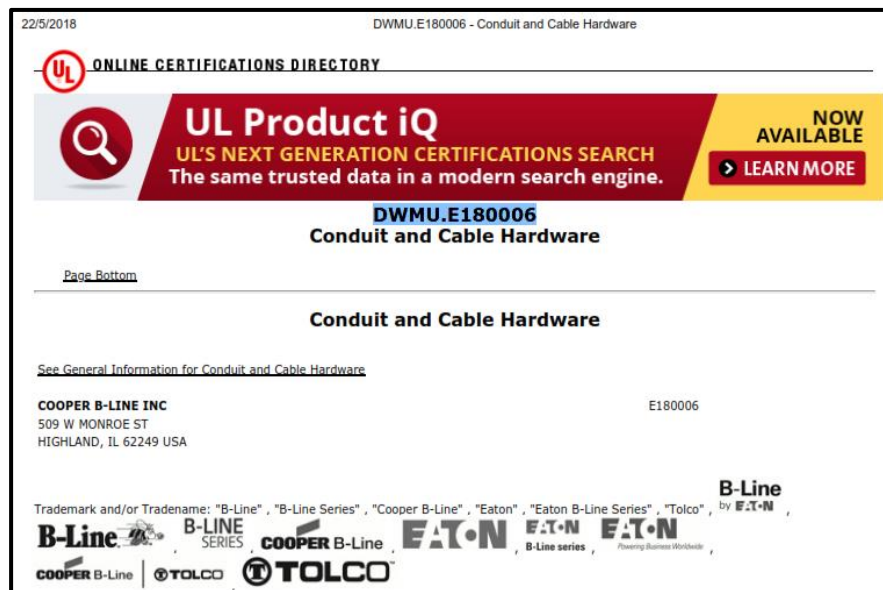 22/5/2018 DWMU.E180006 - Conduit and Cable Hardware
UL ONLINE CERTIFICATIONS DIRECTORY
UL Product iQ
UL'S NEXT GENERATION CERTIFICATIONS SEARCH
The same trusted data in a modern search engine.
NOW
AVAILABLE
LEARN MORE
DWMU.E180006
Conduit and Cable Hardware
Page Bottom
Conduit and Cable Hardware
See General Information for Conduit and Cable Hardware
COOPER B-LINE INC E180006
509 W MONROE ST
HIGHLAND, IL 62249 USA
Trademark and/or Tradename: "B-Line" , "B-Line Series" , "Cooper B-Line" , "Eaton" , "Eaton B-Line Series" , "Tolco" ,
B-Line
by EATON ,
B-Line , B-LINE SERIES , COOPER B-Line , EATON , EATON B-Line series , EATON Powering Business Worldwide ,
COOPER B-Line | TOLCO , TOLCO